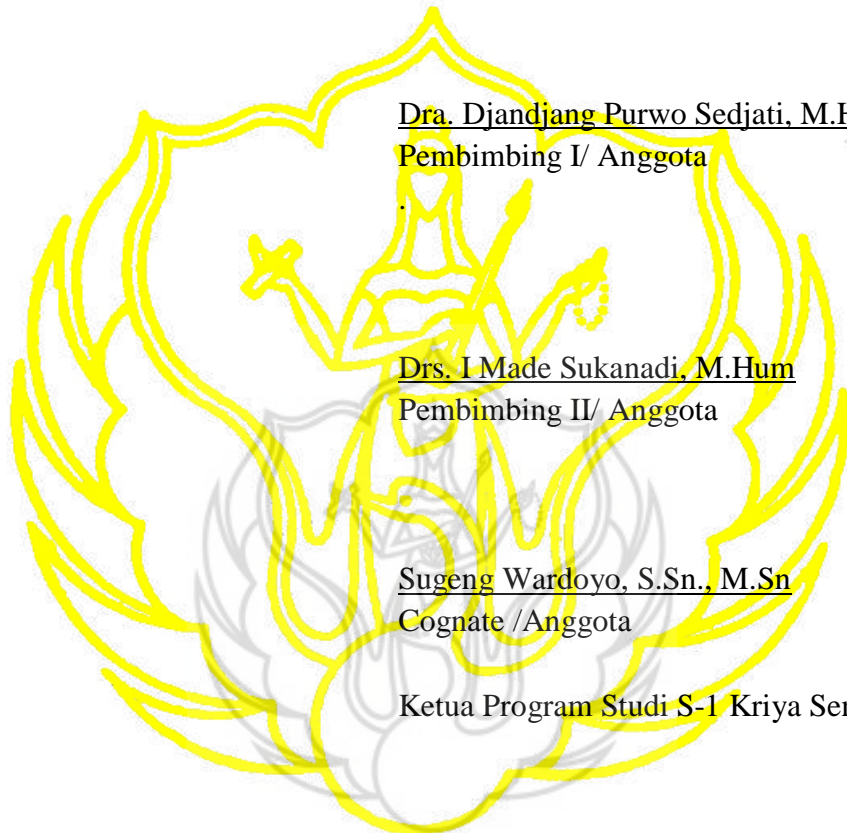 Dra. Djandjang Purwo Sedjati, M.H
Pembimbing I/ Anggota
.
Drs. I Made Sukanadi, M.Hum
Pembimbing II/ Anggota
Sugeng Wardoyo, S.Sn., M.Sn
Cognate /Anggota
Ketua Program Studi S-1 Kriya Sen